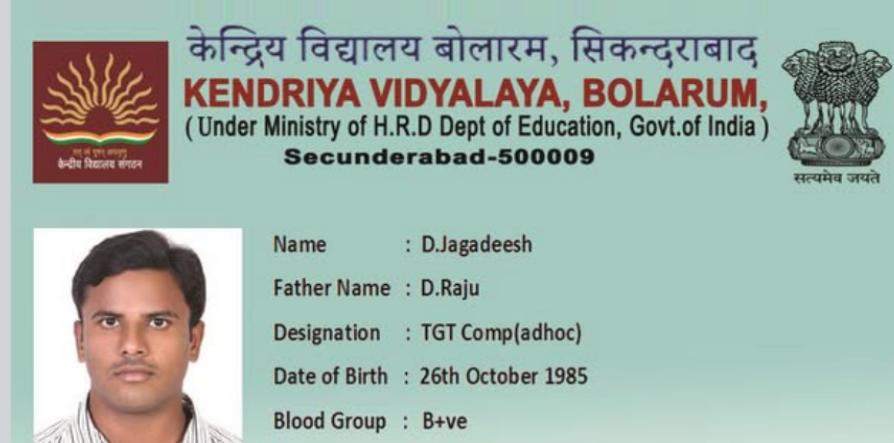 केन्द्रिय विद्यालय बोलारम, सिकन्दराबाद
KENDRIYA VIDYALAYA, BOLARUM,
( Under Ministry of H.R.D Dept of Education, Govt.of India )
Secunderabad-500009
केन्द्रीय विद्यालय संगठन
सत्यमेव जयते
Name : D.Jagadeesh
Father Name : D.Raju
Designation : TGT Comp(adhoc)
Date of Birth : 26th October 1985
Blood Group : B+ve